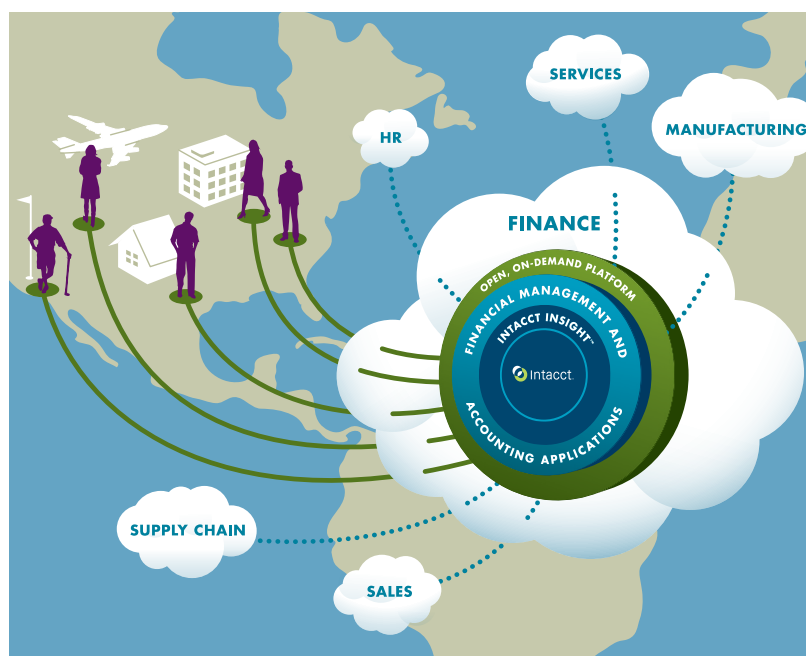 SERVICES
HR
MANUFACTURING
FINANCE
OPEN, ON-DEMAND PLATFORM
FINANCIAL MANAGEMENT AND
ACCOUNTING APPLICATIONS
INTACCT INSIGHT™
Intacct.
SUPPLY CHAIN
SALES